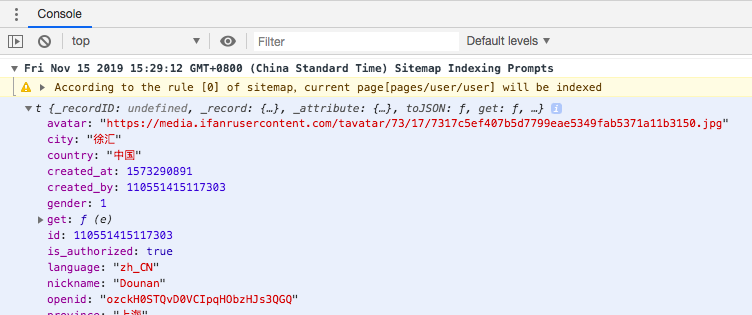 Console
top
Filter
Default levels
Fri Nov 15 2019 15:29:12 GMT+0800 (China Standard Time) Sitemap Indexing Prompts
According to the rule [0] of sitemap, current page[pages/user/user] will be indexed
t {_recordID: undefined, _record: {…}, _attribute: {…}, toJSON: ƒ, get: ƒ, …}
avatar: "https://media.ifanrusercontent.com/tavatar/73/17/7317c5ef407b5d7799eae5349fab5371a11b3150.jpg"
city: "徐汇"
country: "中国"
created_at: 1573290891
created_by: 110551415117303
gender: 1
get: ƒ (e)
id: 110551415117303
is_authorized: true
language: "zh_CN"
nickname: "Dounan"
openid: "ozckH0STQvD0VCIpqHObzHJs3QGQ"
province: "上海"